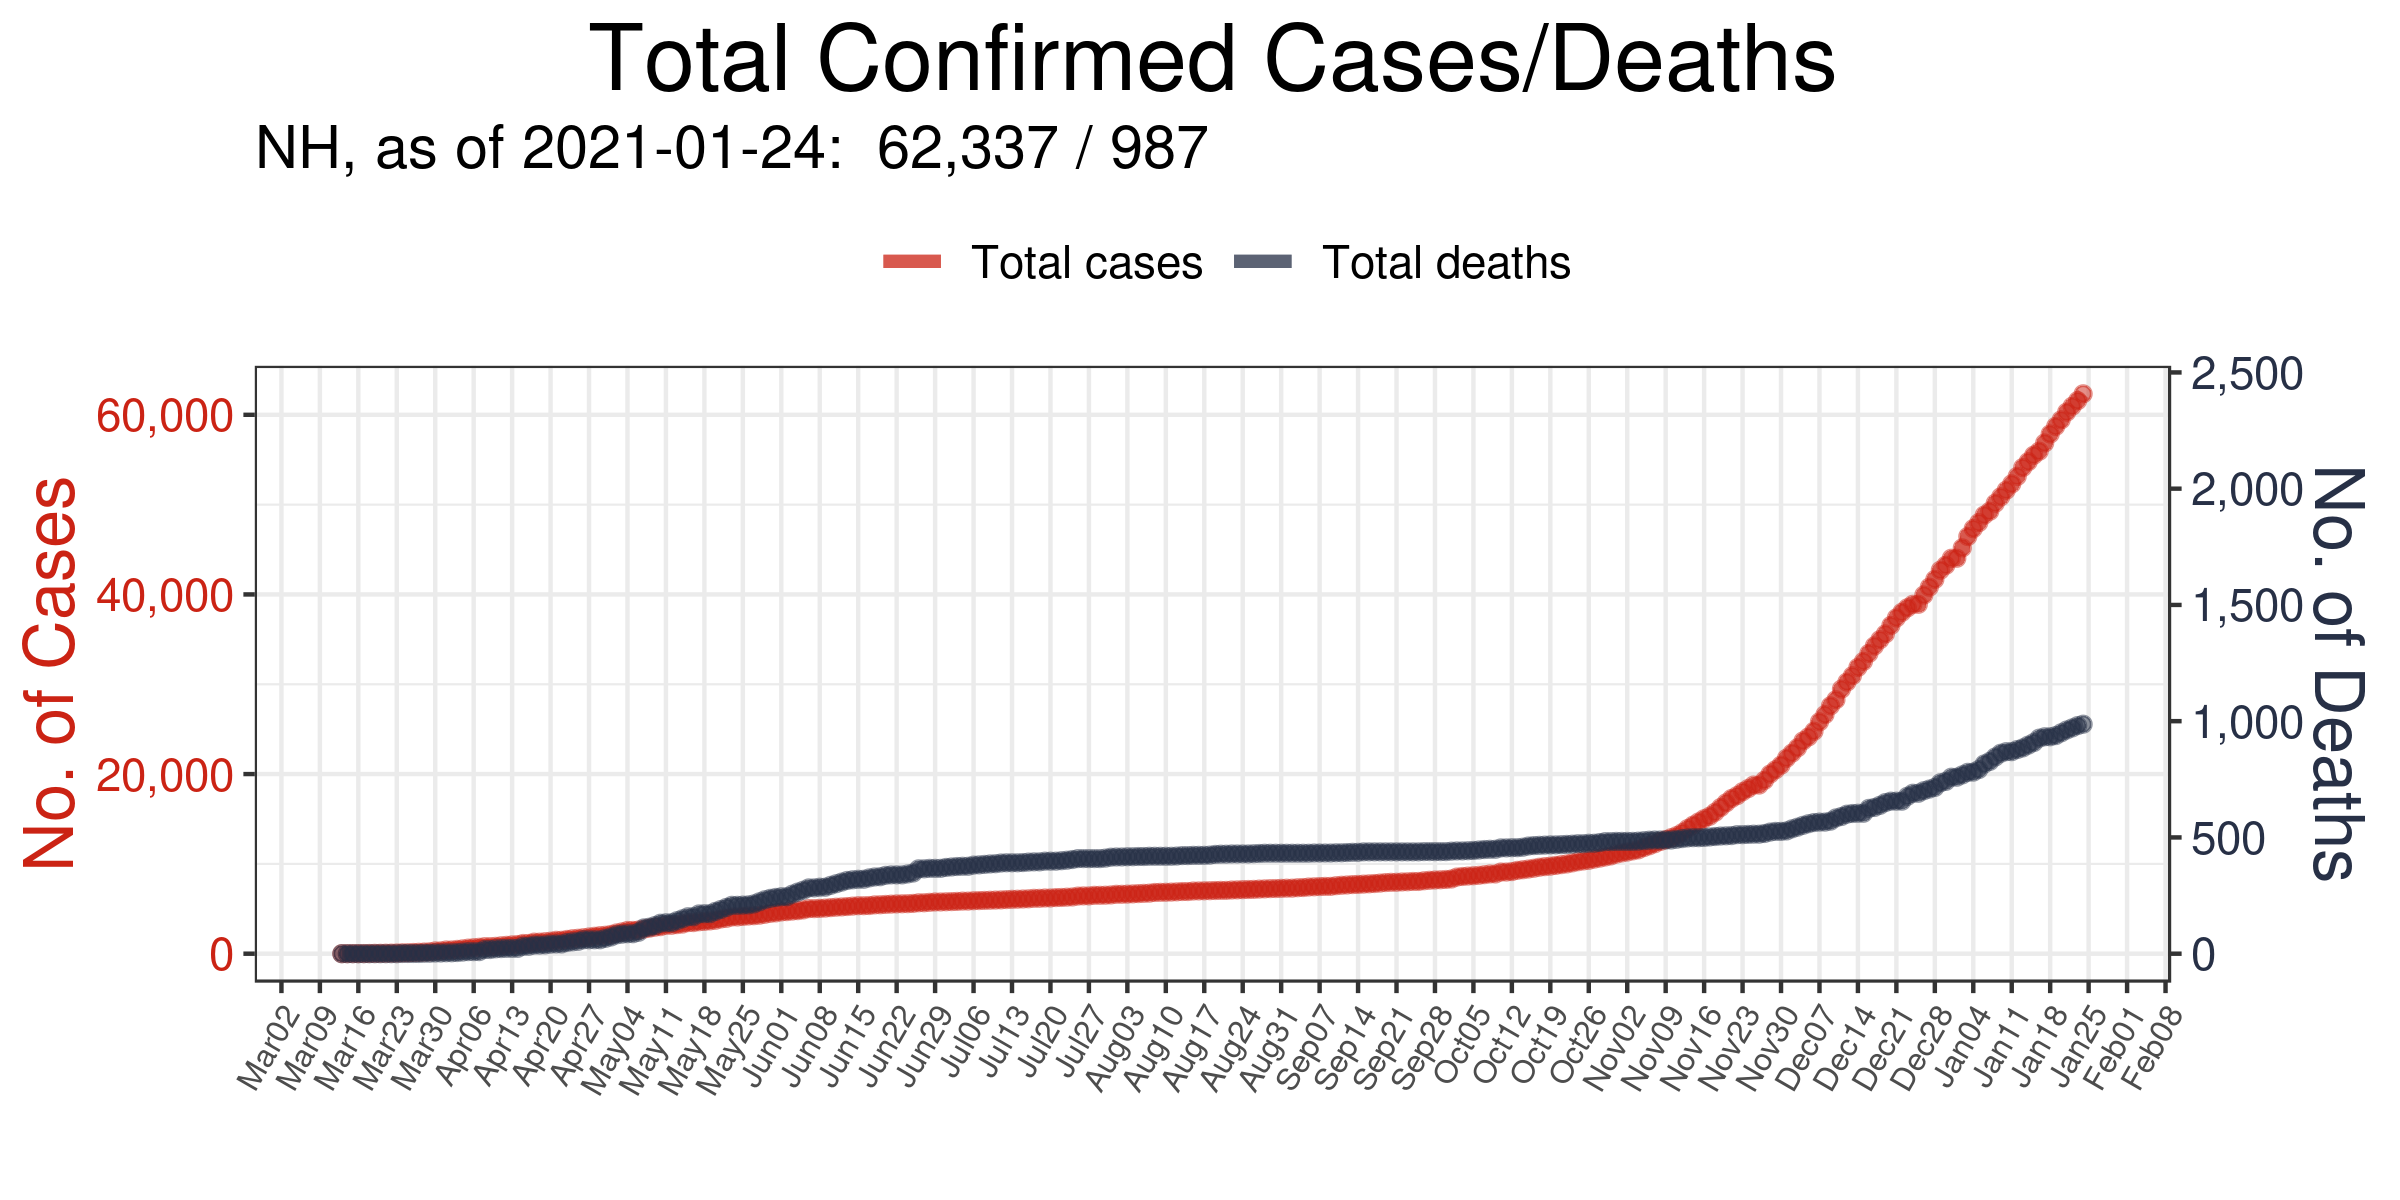 Total Confirmed Cases/Deaths
NH, as of 2021-01-24:  62,337 / 987
Total cases
Total deaths
No. of Cases
60,000
40,000
20,000
0
2,500
2,000
1,500
1,000
500
0
No. of Deaths
Mar02
Mar09
Mar16
Mar23
Mar30
Apr06
Apr13
Apr20
Apr27
May04
May11
May18
May25
Jun01
Jun08
Jun15
Jun22
Jun29
Jul06
Jul13
Jul20
Jul27
Aug03
Aug10
Aug17
Aug24
Aug31
Sep07
Sep14
Sep21
Sep28
Oct05
Oct12
Oct19
Oct26
Nov02
Nov09
Nov16
Nov23
Nov30
Dec07
Dec14
Dec21
Dec28
Jan04
Jan11
Jan18
Jan25
Feb01
Feb08